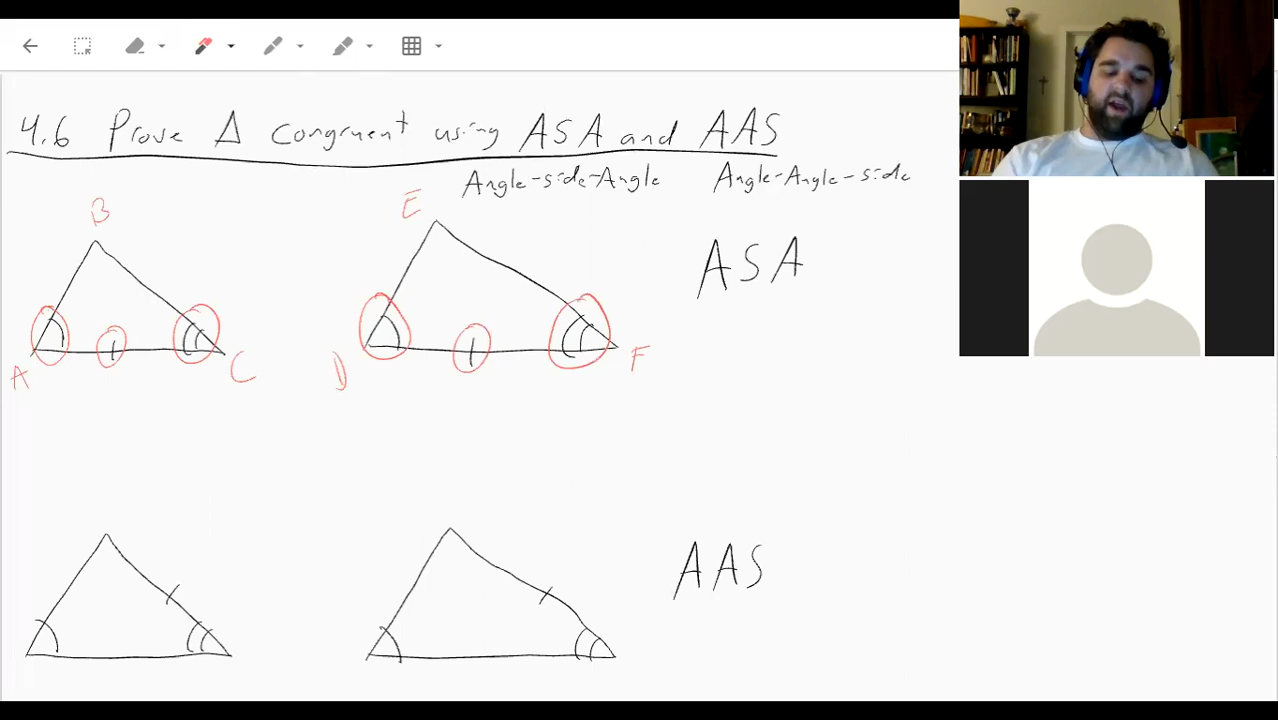 4.6 Prove Δ congruent using ASA and AAS
Angle-side-Angle Angle-Angle-side
B E
ASA
A C D F
AAS